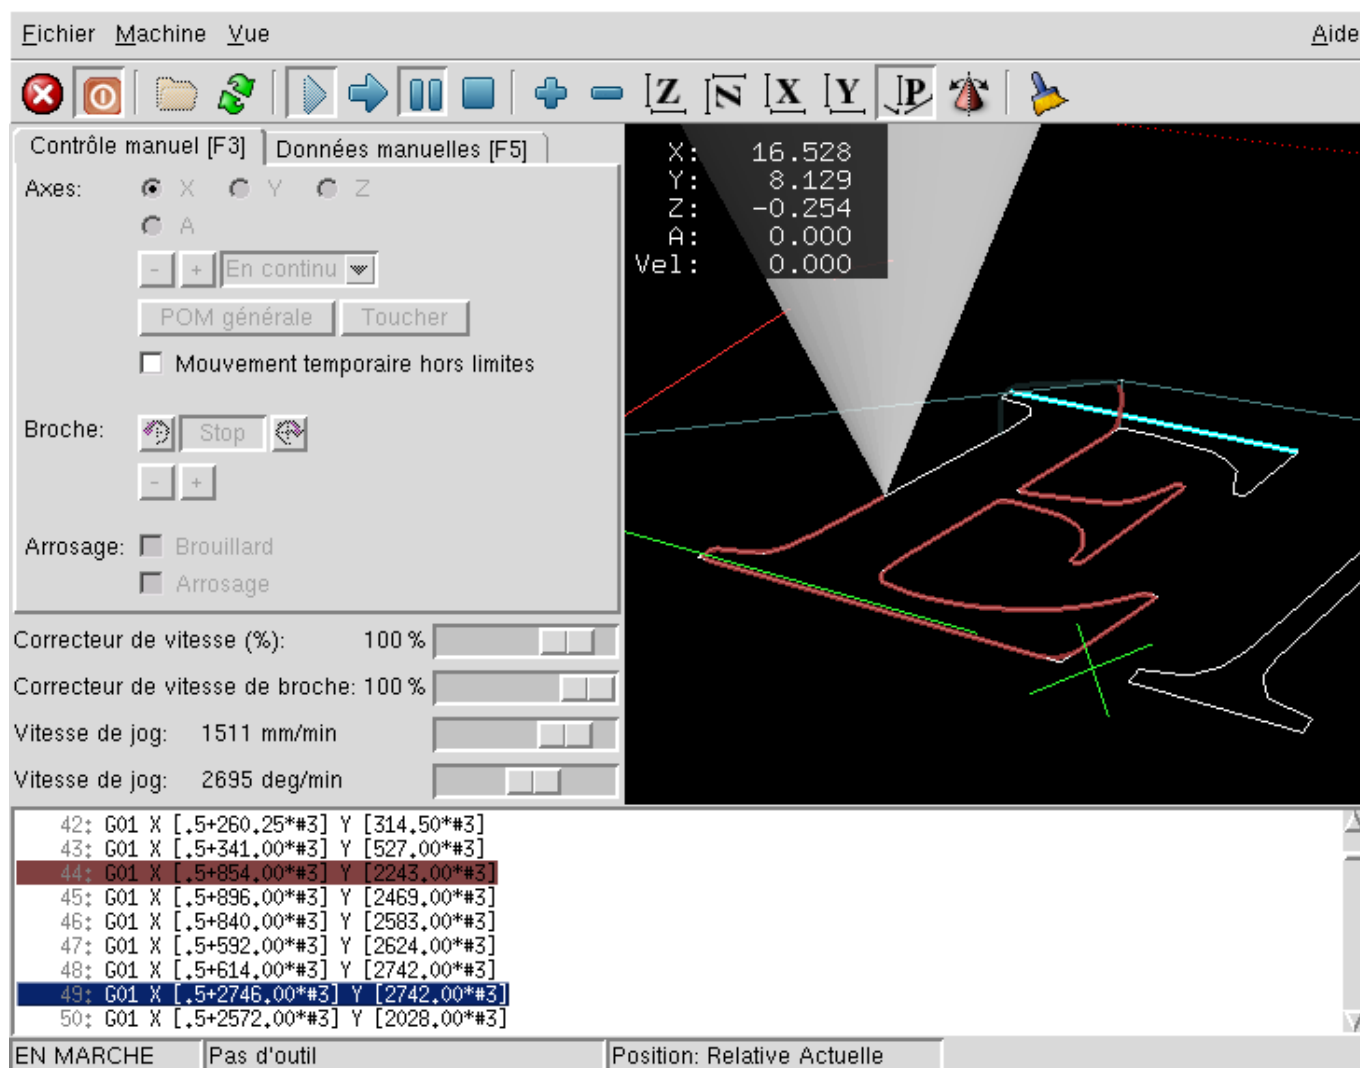 Fichier Machine Vue Aide
Z N X Y P
Contrôle manuel [F3] Données manuelles [F5]
Axes: X Y Z
A
- + En continu
POM générale Toucher
Mouvement temporaire hors limites
Broche: Stop
- +
Arrosage: Brouillard
Arrosage
Correcteur de vitesse (%): 100 %
Correcteur de vitesse de broche: 100 %
Vitesse de jog: 1511 mm/min
Vitesse de jog: 2695 deg/min
X: 16.528
Y: 8.129
Z: -0.254
A: 0.000
Vel: 0.000
42: G01 X [.5+260.25*#3] Y [314.50*#3]
43: G01 X [.5+341.00*#3] Y [527.00*#3]
44: G01 X [.5+854.00*#3] Y [2243.00*#3]
45: G01 X [.5+896.00*#3] Y [2469.00*#3]
46: G01 X [.5+840.00*#3] Y [2583.00*#3]
47: G01 X [.5+592.00*#3] Y [2624.00*#3]
48: G01 X [.5+614.00*#3] Y [2742.00*#3]
49: G01 X [.5+2746.00*#3] Y [2742.00*#3]
50: G01 X [.5+2572.00*#3] Y [2028.00*#3]
EN MARCHE Pas d'outil Position: Relative Actuelle